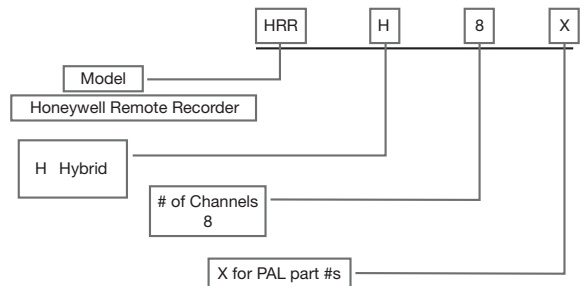 HRR H 8 X
Model
Honeywell Remote Recorder
H Hybrid
# of Channels
8
X for PAL part #s